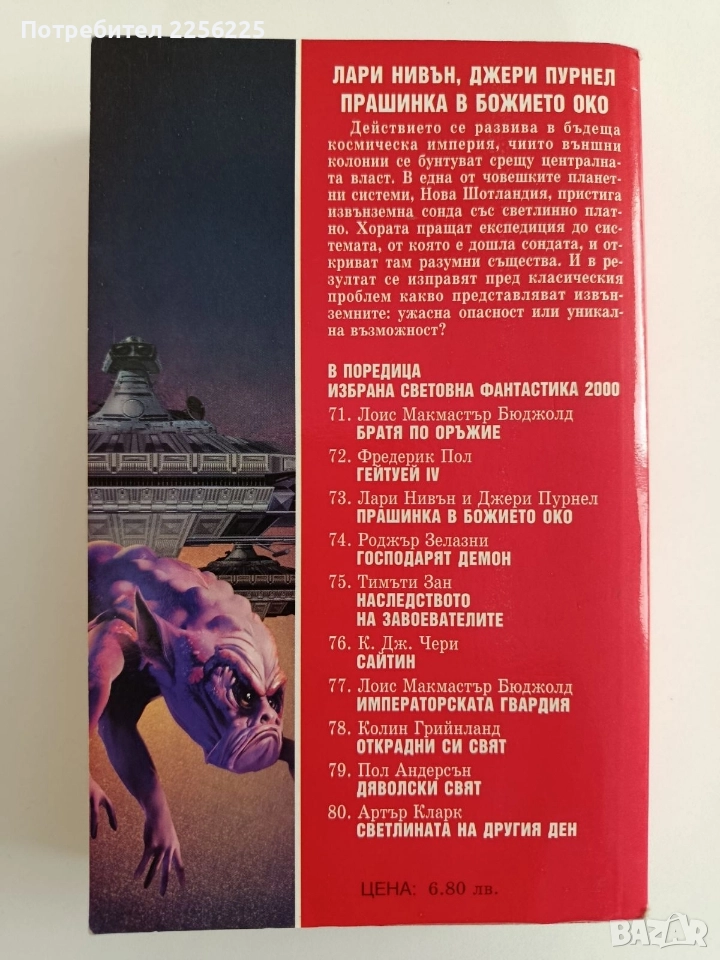 Потребител 2256225
ЛАРИ НИВЪН, ДЖЕРИ ПУРНЕЛ
ПРАШИНКА В БОЖИЕТО ОКО
Действието се развива в бъдеща
космическа империя, чиито външни
колонии се бунтуват срещу централна-
та власт. В една от човешките планет-
ни системи, Нова Шотландия, пристига
извънземна сонда със светлинно плат-
но. Хората пращат експедиция до сис-
темата, от която е дошла сондата, и от-
криват там разумни същества. И в ре-
зултат се изправят пред класическия
проблем какво представляват извън-
земните: ужасна опасност или уникал-
на възможност?
В ПОРЕДИЦА
ИЗБРАНА СВЕТОВНА ФАНТАСТИКА 2000
71. Лоис Макмастър Бюджолд
БРАТЯ ПО ОРЪЖИЕ
72. Фредерик Пол
ГЕЙТУЕЙ IV
73. Лари Нивън и Джери Пурнел
ПРАШИНКА В БОЖИЕТО ОКО
74. Роджър Зелазни
ГОСПОДАРЯТ ДЕМОН
75. Тимъти Зан
НАСЛЕДСТВОТО
НА ЗАВОЕВАТЕЛИТЕ
76. К. Дж. Чери
САЙТИН
77. Лоис Макмастър Бюджолд
ИМПЕРАТОРСКАТА ГВАРДИЯ
78. Колин Грийнланд
ОТКРАДНИ СИ СВЯТ
79. Пол Андерсън
ДЯВОЛСКИ СВЯТ
80. Артър Кларк
СВЕТЛИНАТА НА ДРУГИЯ ДЕН
ЦЕНА: 6.80 лв.
BAZAR